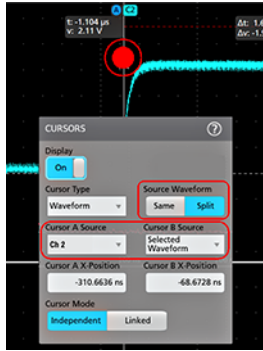 A C2
t: -1.104 µs
v: 2.11 V
Δt: 1.6
Δv: -1.5
CURSORS ?
Display
On
Cursor Type Source Waveform
Waveform Same Split
Cursor A Source Cursor B Source
Ch 2 Selected
Waveform
Cursor A X-Position Cursor B X-Position
-310.6636 ns -68.6728 ns
Cursor Mode
Independent Linked